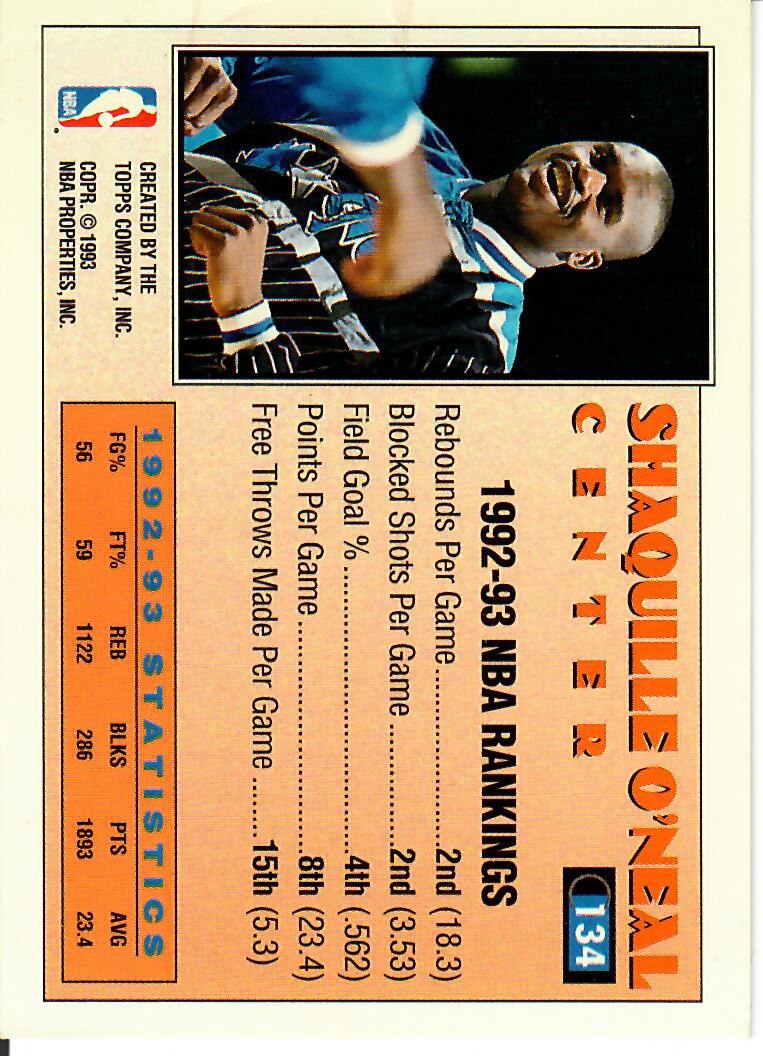 SHAQUILLE O'NEAL
CENTER
134
1992-93 NBA RANKINGS
Rebounds Per Game..................2nd (18.3)
Blocked Shots Per Game............2nd (3.53)
Field Goal %............................4th (.562)
Points Per Game.......................8th (23.4)
Free Throws Made Per Game........15th (5.3)
1992-93 STATISTICS
FG% FT% REB BLKS PTS AVG
56 59 1122 286 1893 23.4
CREATED BY THE
TOPPS COMPANY, INC.
COPR. © 1993
NBA PROPERTIES, INC.
NBA